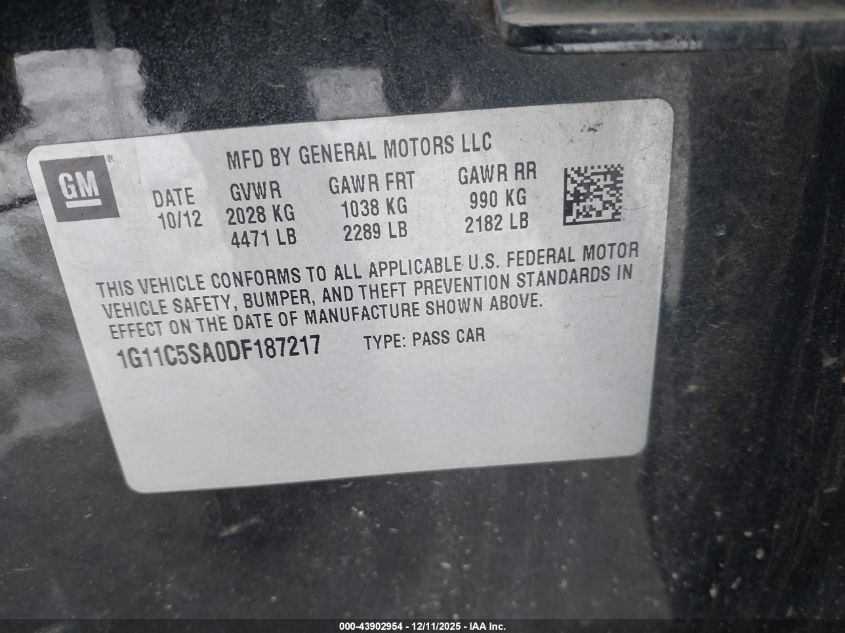 MFD BY GENERAL MOTORS LLC
GM®
DATE GVWR GAWR FRT GAWR RR
10/12 2028 KG 1038 KG 990 KG
4471 LB 2289 LB 2182 LB
THIS VEHICLE CONFORMS TO ALL APPLICABLE U.S. FEDERAL MOTOR
VEHICLE SAFETY, BUMPER, AND THEFT PREVENTION STANDARDS IN
EFFECT ON THE DATE OF MANUFACTURE SHOWN ABOVE.
1G11C5SA0DF187217 TYPE: PASS CAR
000-43902954 - 12/11/2025 - IAA Inc.